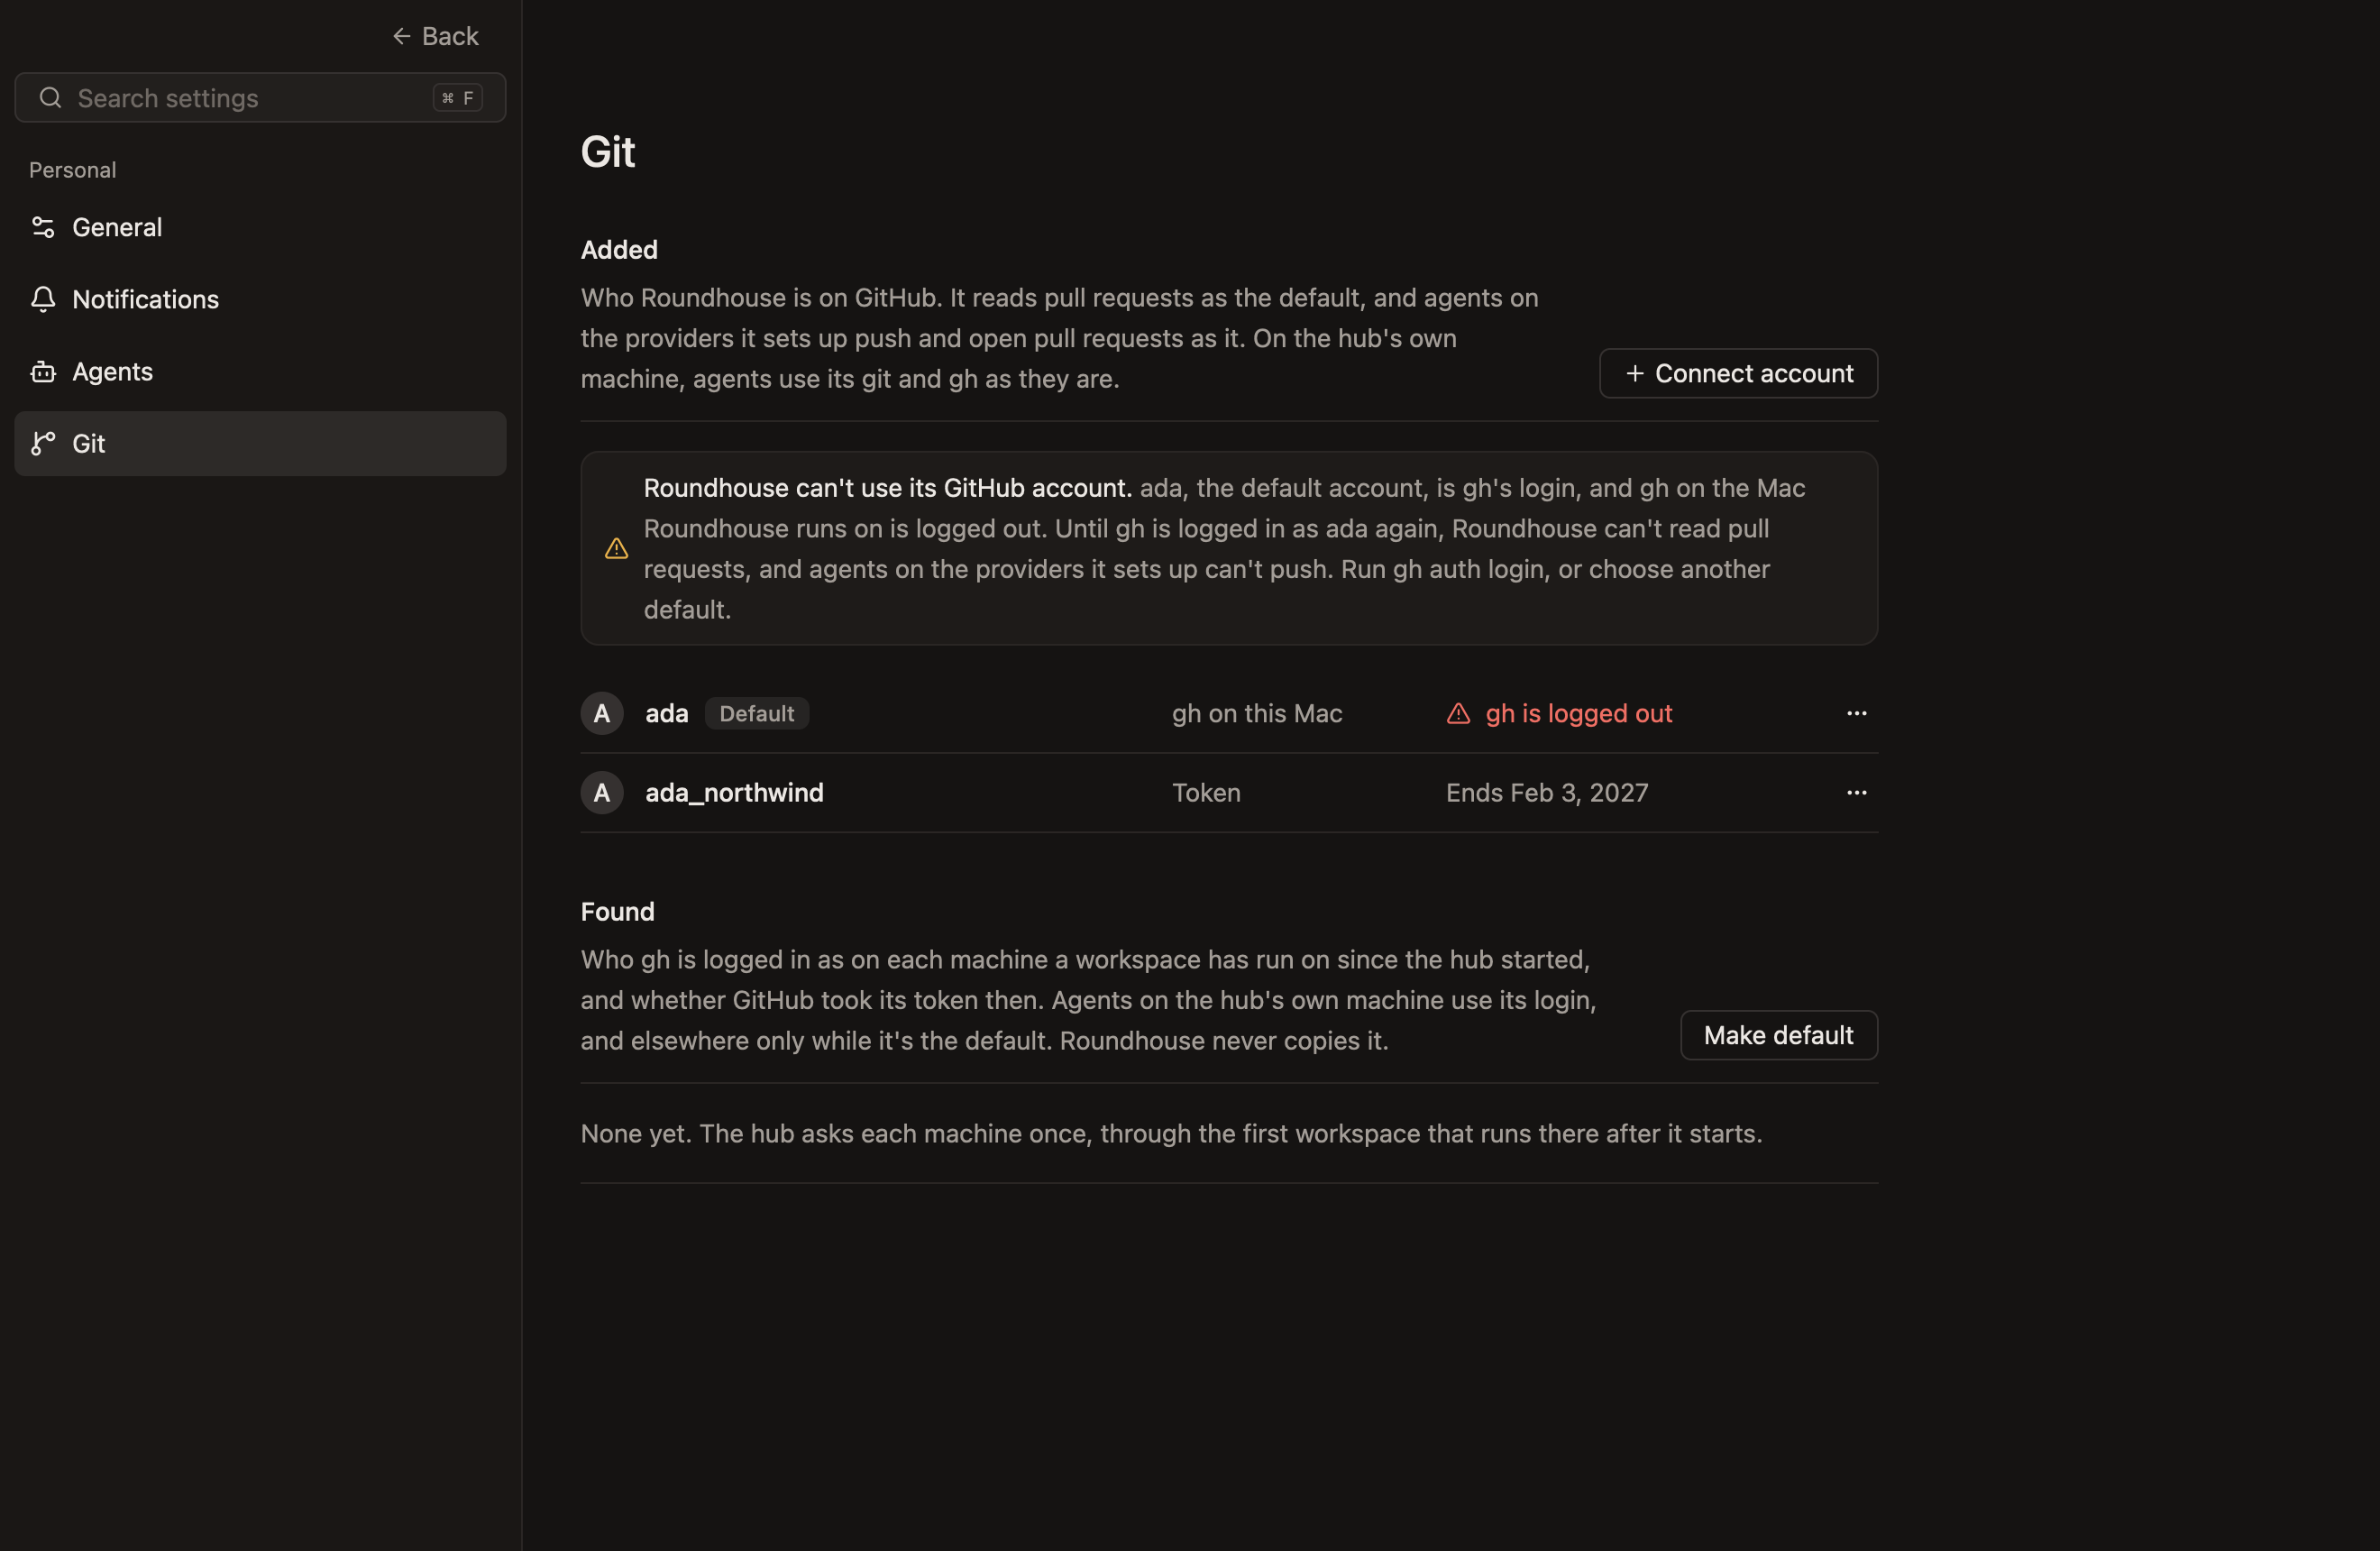 Back
Search settings
⌘ F
Personal
General
Notifications
Agents
Git
Git
Added
Who Roundhouse is on GitHub. It reads pull requests as the default, and agents on
the providers it sets up push and open pull requests as it. On the hub's own
machine, agents use its git and gh as they are.
Connect account
Roundhouse can't use its GitHub account. ada, the default account, is gh's login, and gh on the Mac
Roundhouse runs on is logged out. Until gh is logged in as ada again, Roundhouse can't read pull
requests, and agents on the providers it sets up can't push. Run gh auth login, or choose another
default.
A ada Default gh on this Mac gh is logged out
A ada_northwind Token Ends Feb 3, 2027
Found
Who gh is logged in as on each machine a workspace has run on since the hub started,
and whether GitHub took its token then. Agents on the hub's own machine use its login,
and elsewhere only while it's the default. Roundhouse never copies it.
Make default
None yet. The hub asks each machine once, through the first workspace that runs there after it starts.